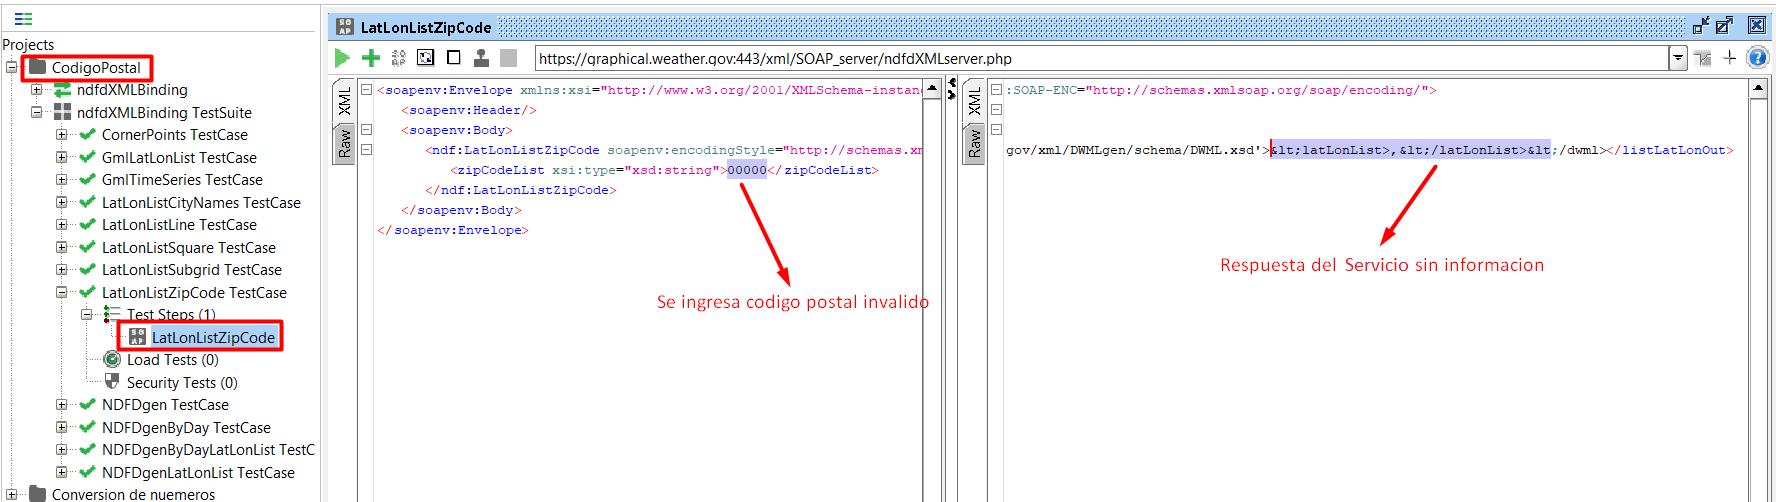 Projects
CodigoPostal
ndfdXMLBinding
ndfdXMLBinding TestSuite
CornerPoints TestCase
GmlLatLonList TestCase
GmlTimeSeries TestCase
LatLonListCityNames TestCase
LatLonListLine TestCase
LatLonListSquare TestCase
LatLonListSubgrid TestCase
LatLonListZipCode TestCase
Test Steps (1)
SO
AP
LatLonListZipCode
Load Tests (0)
Security Tests (0)
NDFDgen TestCase
NDFDgenByDay TestCase
NDFDgenByDayLatLonList TestC
NDFDgenLatLonList TestCase
Conversion de nuemeros
SO
AP
LatLonListZipCode
https://graphical.weather.gov:443/xml/SOAP_server/ndfdXMLserver.php
XML
Raw
<soapenv:Envelope xmlns:xsi="http://www.w3.org/2001/XMLSchema-instan
<soapenv:Header/>
<soapenv:Body>
<ndf:LatLonListZipCode soapenv:encodingStyle="http://schemas.xm
<zipCodeList xsi:type="xsd:string">00000</zipCodeList>
</ndf:LatLonListZipCode>
</soapenv:Body>
</soapenv:Envelope>
Se ingresa codigo postal invalido
XML
Raw
:SOAP-ENC="http://schemas.xmlsoap.org/soap/encoding/">
gov/xml/DWMLgen/schema/DWML.xsd'>&lt;latLonList>,&lt;/latLonList>&lt;/dwml></listLatLonOut>
Respuesta del Servicio sin informacion